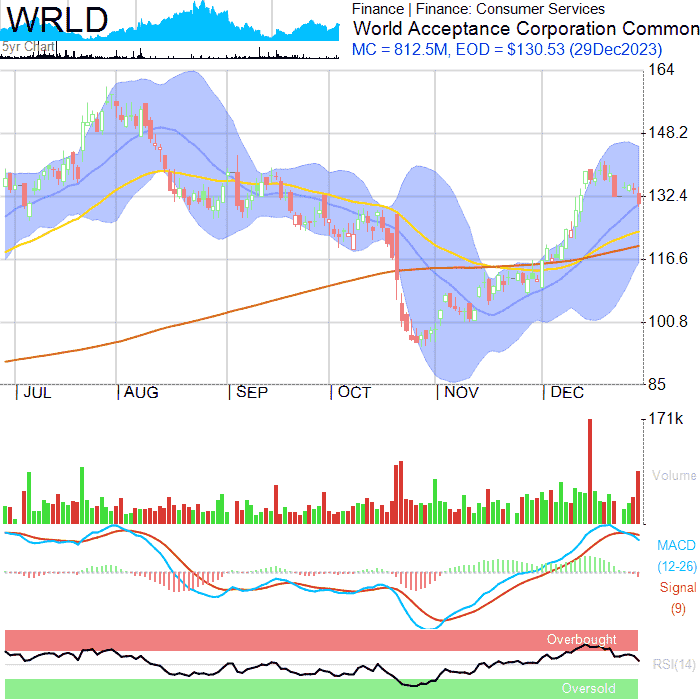 WRLD
5yr Chart
Finance | Finance: Consumer Services
World Acceptance Corporation Common
MC = 812.5M, EOD = $130.53 (29Dec2023)
164
148.2
132.4
116.6
100.8
85
JUL
AUG
SEP
OCT
NOV
DEC
171k
Volume
MACD
(12-26)
Signal
(9)
Overbought
RSI(14)
Oversold